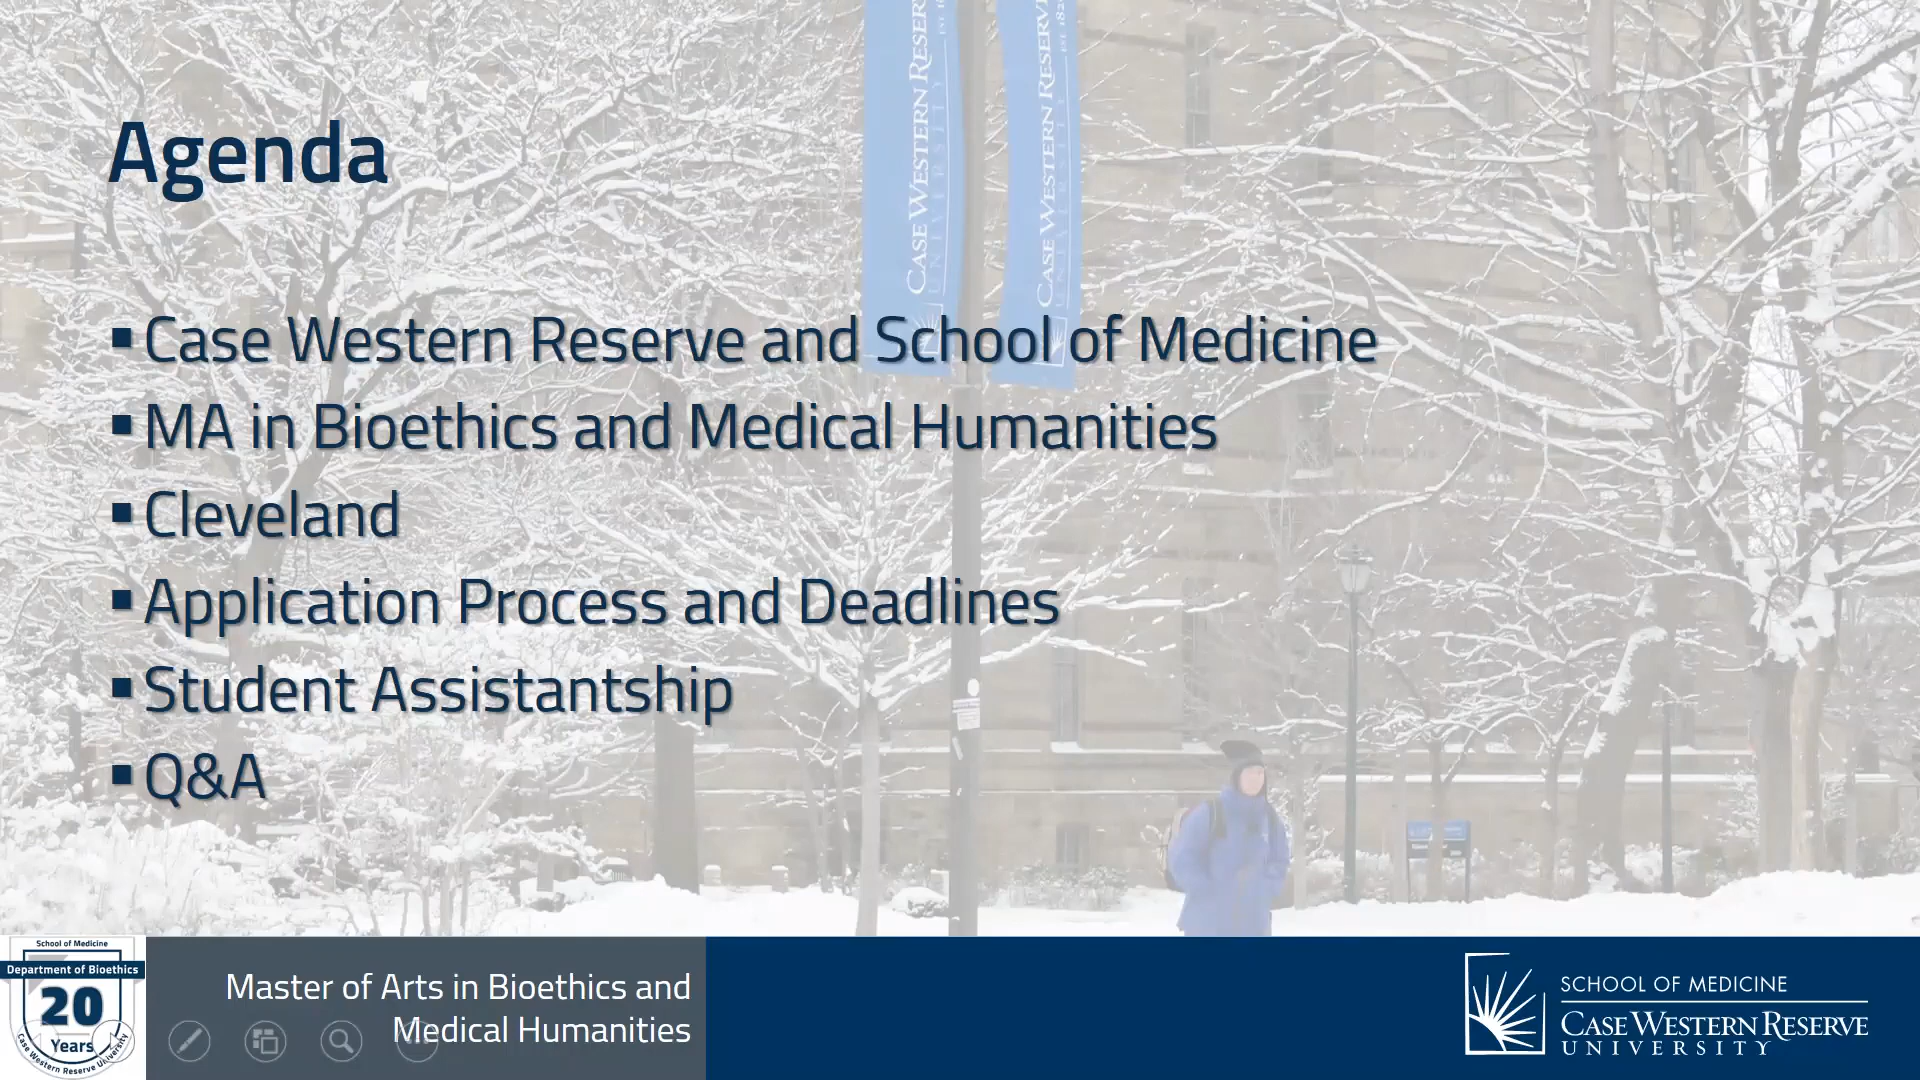 CASE WESTERN RESERVE
UNIVERSITY
CASE WESTERN RESERVE
UNIVERSITY
Agenda
▪ Case Western Reserve and School of Medicine
▪ MA in Bioethics and Medical Humanities
▪ Cleveland
▪ Application Process and Deadlines
▪ Student Assistantship
▪ Q&A
School of Medicine
Department of Bioethics
20
Years
Case Western Reserve University
Master of Arts in Bioethics and
Medical Humanities
SCHOOL OF MEDICINE
CASE WESTERN RESERVE
UNIVERSITY